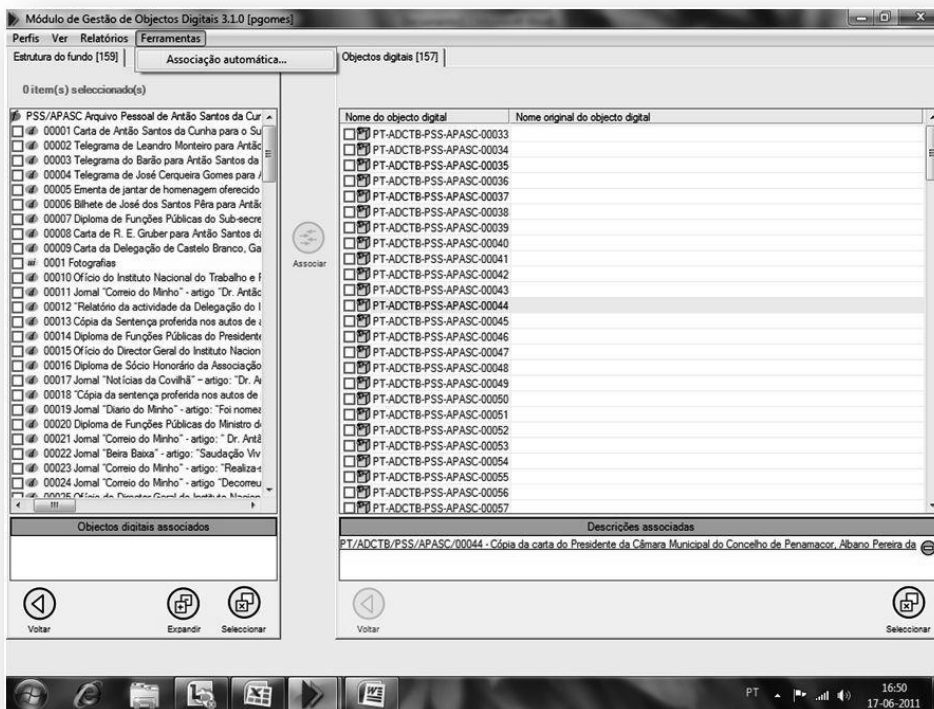 Módulo de Gestão de Objectos Digitais 3.1.0 [pgomes]
Perfis Ver Relatórios Ferramentas
Associação automática...
Estrutura do fundo [159]
0 item(s) seleccionado(s)
PSS/APASC Arquivo Pessoal de Antão Santos da Cur
00001 Carta de Antão Santos da Cunha para o Su
00002 Telegrama de Leandro Monteiro para Antão
00003 Telegrama do Barão para Antão Santos da
00004 Telegrama de José Cerqueira Gomes para
00005 Ementa de jantar de homenagem oferecido
00006 Bilhete de José dos Santos Pêra para Antão
00007 Diploma de Funções Públicas do Sub-secre
00008 Carta de R. E. Gruber para Antão Santos da
00009 Carta da Delegação de Castelo Branco, Ga
0001 Fotografias
00010 Ofício do Instituto Nacional do Trabalho e
00011 Jornal "Correio do Minho" - artigo "Dr. Antão
00012 "Relatório da actividade da Delegação do I
00013 Cópia da Sentença proferida nos autos de
00014 Diploma de Funções Públicas do Presidente
00015 Ofício do Director Geral do Instituto Nacion
00016 Diploma de Sócio Honorário da Associação
00017 Jornal "Notícias da Covilhã" – artigo: "Dr. A
00018 "Cópia da sentença proferida nos autos de
00019 Jornal "Diario do Minho" - artigo: "Foi nomea
00020 Diploma de Funções Públicas do Ministro d
00021 Jornal "Correio do Minho" - artigo: " Dr. Antã
00022 Jornal "Beira Baixa" - artigo: "Saudação Viv
00023 Jornal "Correio do Minho" - artigo: "Realiza-
00024 Jornal "Correio do Minho" - artigo "Decorreu
00025 Ofício do Director Geral do Instituto Nacion
Objectos digitais associados
Voltar
Expandir
Seleccionar
Associar
Objectos digitais [157]
Nome do objecto digital Nome original do objecto digital
PT-ADCTB-PSS-APASC-00033
PT-ADCTB-PSS-APASC-00034
PT-ADCTB-PSS-APASC-00035
PT-ADCTB-PSS-APASC-00036
PT-ADCTB-PSS-APASC-00037
PT-ADCTB-PSS-APASC-00038
PT-ADCTB-PSS-APASC-00039
PT-ADCTB-PSS-APASC-00040
PT-ADCTB-PSS-APASC-00041
PT-ADCTB-PSS-APASC-00042
PT-ADCTB-PSS-APASC-00043
PT-ADCTB-PSS-APASC-00044
PT-ADCTB-PSS-APASC-00045
PT-ADCTB-PSS-APASC-00046
PT-ADCTB-PSS-APASC-00047
PT-ADCTB-PSS-APASC-00048
PT-ADCTB-PSS-APASC-00049
PT-ADCTB-PSS-APASC-00050
PT-ADCTB-PSS-APASC-00051
PT-ADCTB-PSS-APASC-00052
PT-ADCTB-PSS-APASC-00053
PT-ADCTB-PSS-APASC-00054
PT-ADCTB-PSS-APASC-00055
PT-ADCTB-PSS-APASC-00056
PT-ADCTB-PSS-APASC-00057
Descrições associadas
PT/ADCTB/PSS/APASC/00044 - Cópia da carta do Presidente da Câmara Municipal do Concelho de Penamacor, Albano Pereira da
Voltar
Seleccionar
PT
16:50
17-06-2011